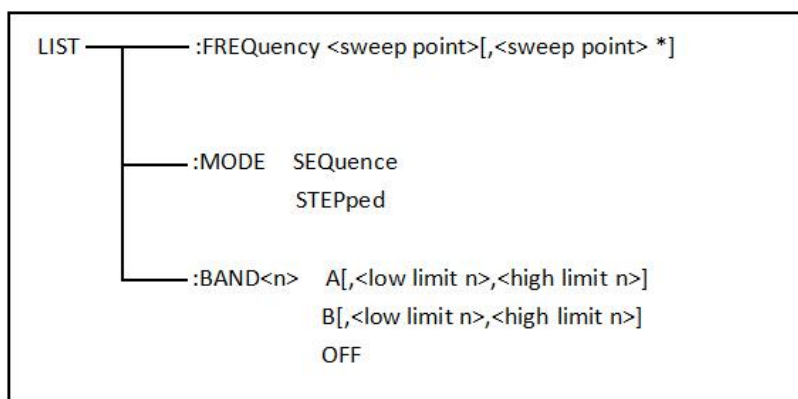 LIST :FREQuency <sweep point>[,<sweep point> *]
:MODE SEQuence
STEPped
:BAND<n> A[,<low limit n>,<high limit n>]
B[,<low limit n>,<high limit n>]
OFF